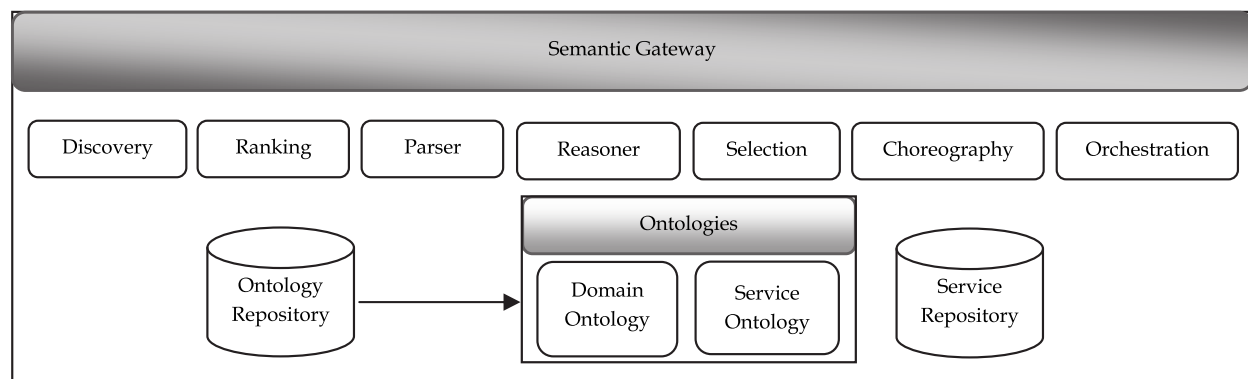 Semantic Gateway
Discovery
Ranking
Parser
Reasoner
Selection
Choreography
Orchestration
Ontologies
Ontology
Repository
Domain
Ontology
Service
Ontology
Service
Repository